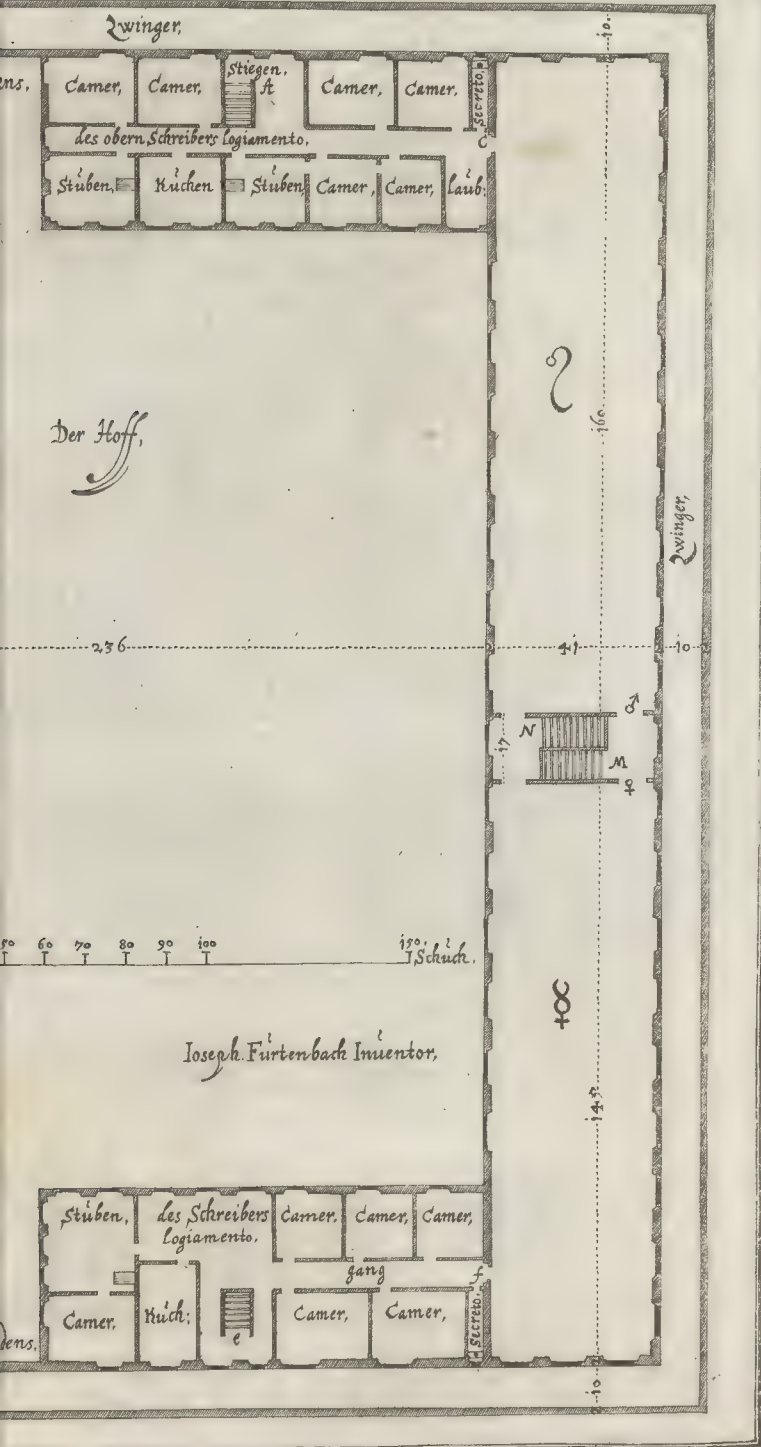 Zwinger,
10.
ens,
Camer,
Camer,
Stiegen,
A
Camer,
Camer,
Secreto,
C
des obern Schreibers logiamento,
Stuben,
Kuchen
Stuben
Camer,
Camer,
laub:
Der Hoff,
160
Zwinger,
236
41
10
♂
N
17
M
♀
50 60 70 80 90 100 150. Schuch.
Ioseph. Furtenbach Inuentor,
145
Stuben,
des Schreibers
logiamento,
Camer,
Camer,
Camer,
gang
f
Camer,
Kuch:
e
Camer,
Camer,
Secreto,
dens,
10